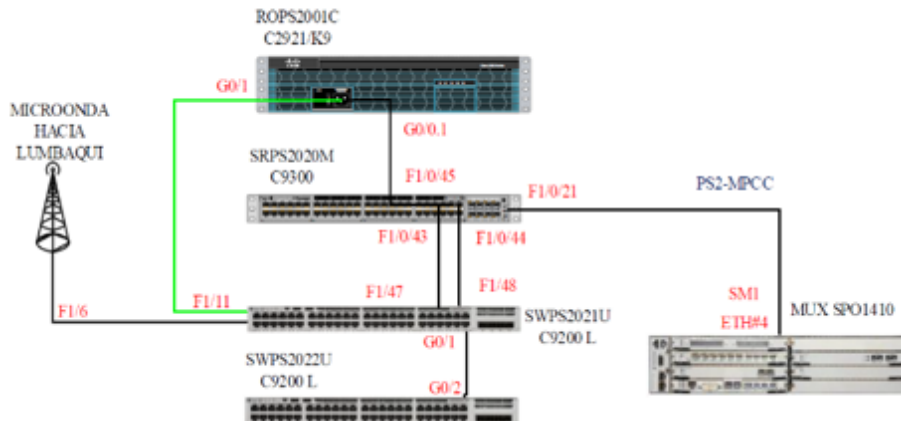 ROPS2001C
C2921/K9
G0/1
MICROONDA
HACIA
LUMBAQUI
G0/0.1
SRPS2020M
C9300
F1/0/45
F1/0/21
PS2-MPCC
F1/0/43
F1/0/44
F1/6
F1/11
F1/47
F1/48
SWPS2021U
C9200 L
SM1
ETH#4
MUX SPO1410
G0/1
SWPS2022U
C9200 L
G0/2